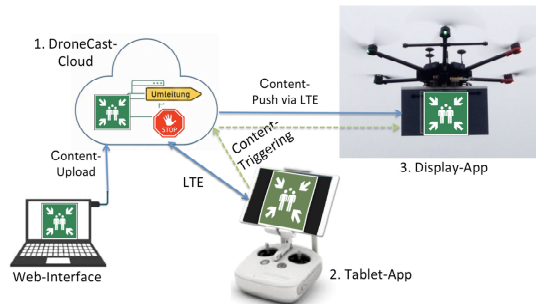 1. DroneCast-
Cloud
Umleitung
STOP
Content-
Push via LTE
Content-
Triggering
3. Display-App
Content-
Upload
LTE
Web-Interface
2. Tablet-App